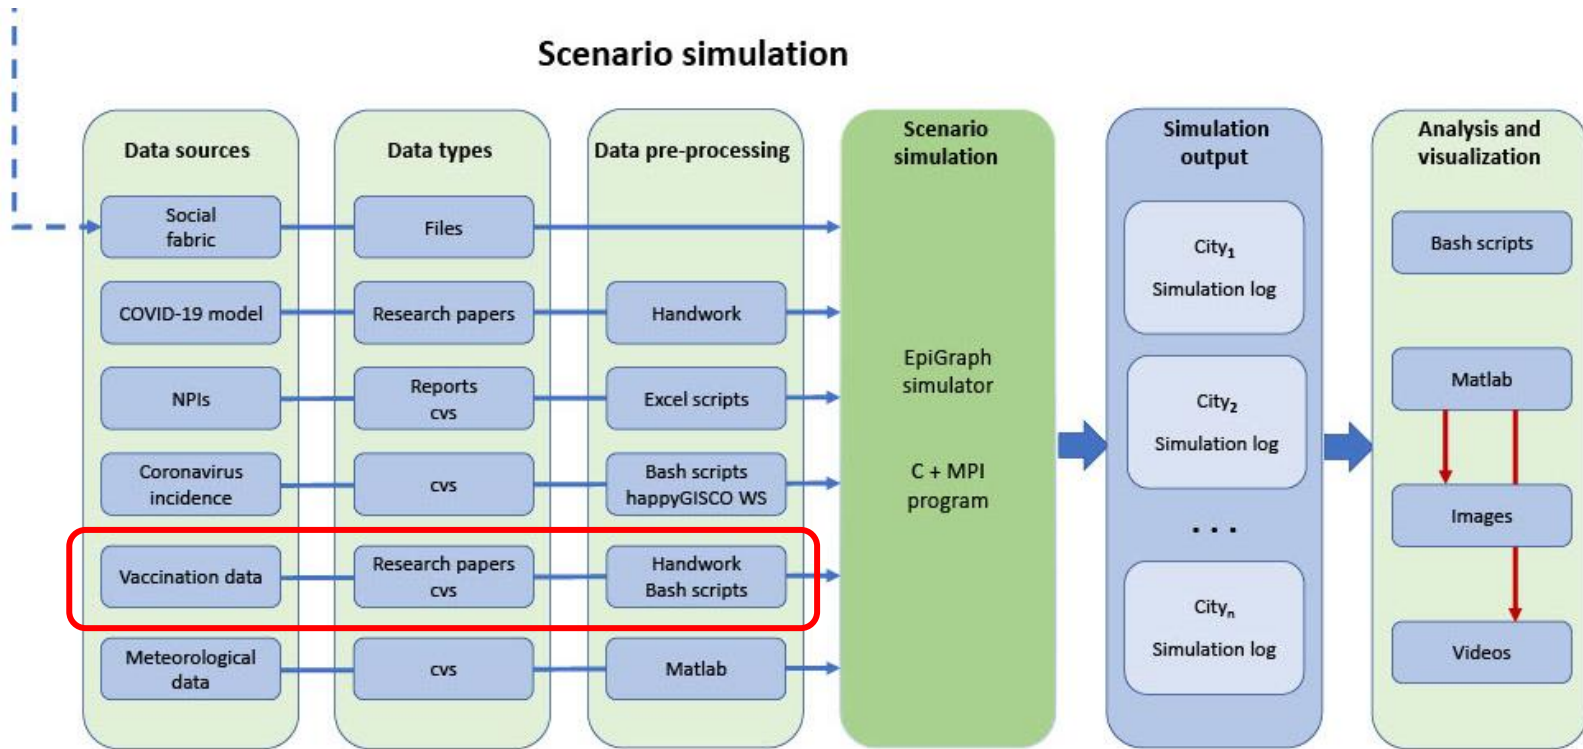 Scenario simulation
Data sources
Social
fabric
COVID-19 model
NPIs
Coronavirus
incidence
Vaccination data
Meteorological
data
Data types
Files
Research papers
Reports
cvs
cvs
Research papers
cvs
cvs
Data pre-processing
Handwork
Excel scripts
Bash scripts
happyGISCO WS
Handwork
Bash scripts
Matlab
Scenario
simulation
EpiGraph
simulator
C + MPI
program
Simulation
output
City1
Simulation log
City2
Simulation log
...
Cityn
Simulation log
Analysis and
visualization
Bash scripts
Matlab
Images
Videos